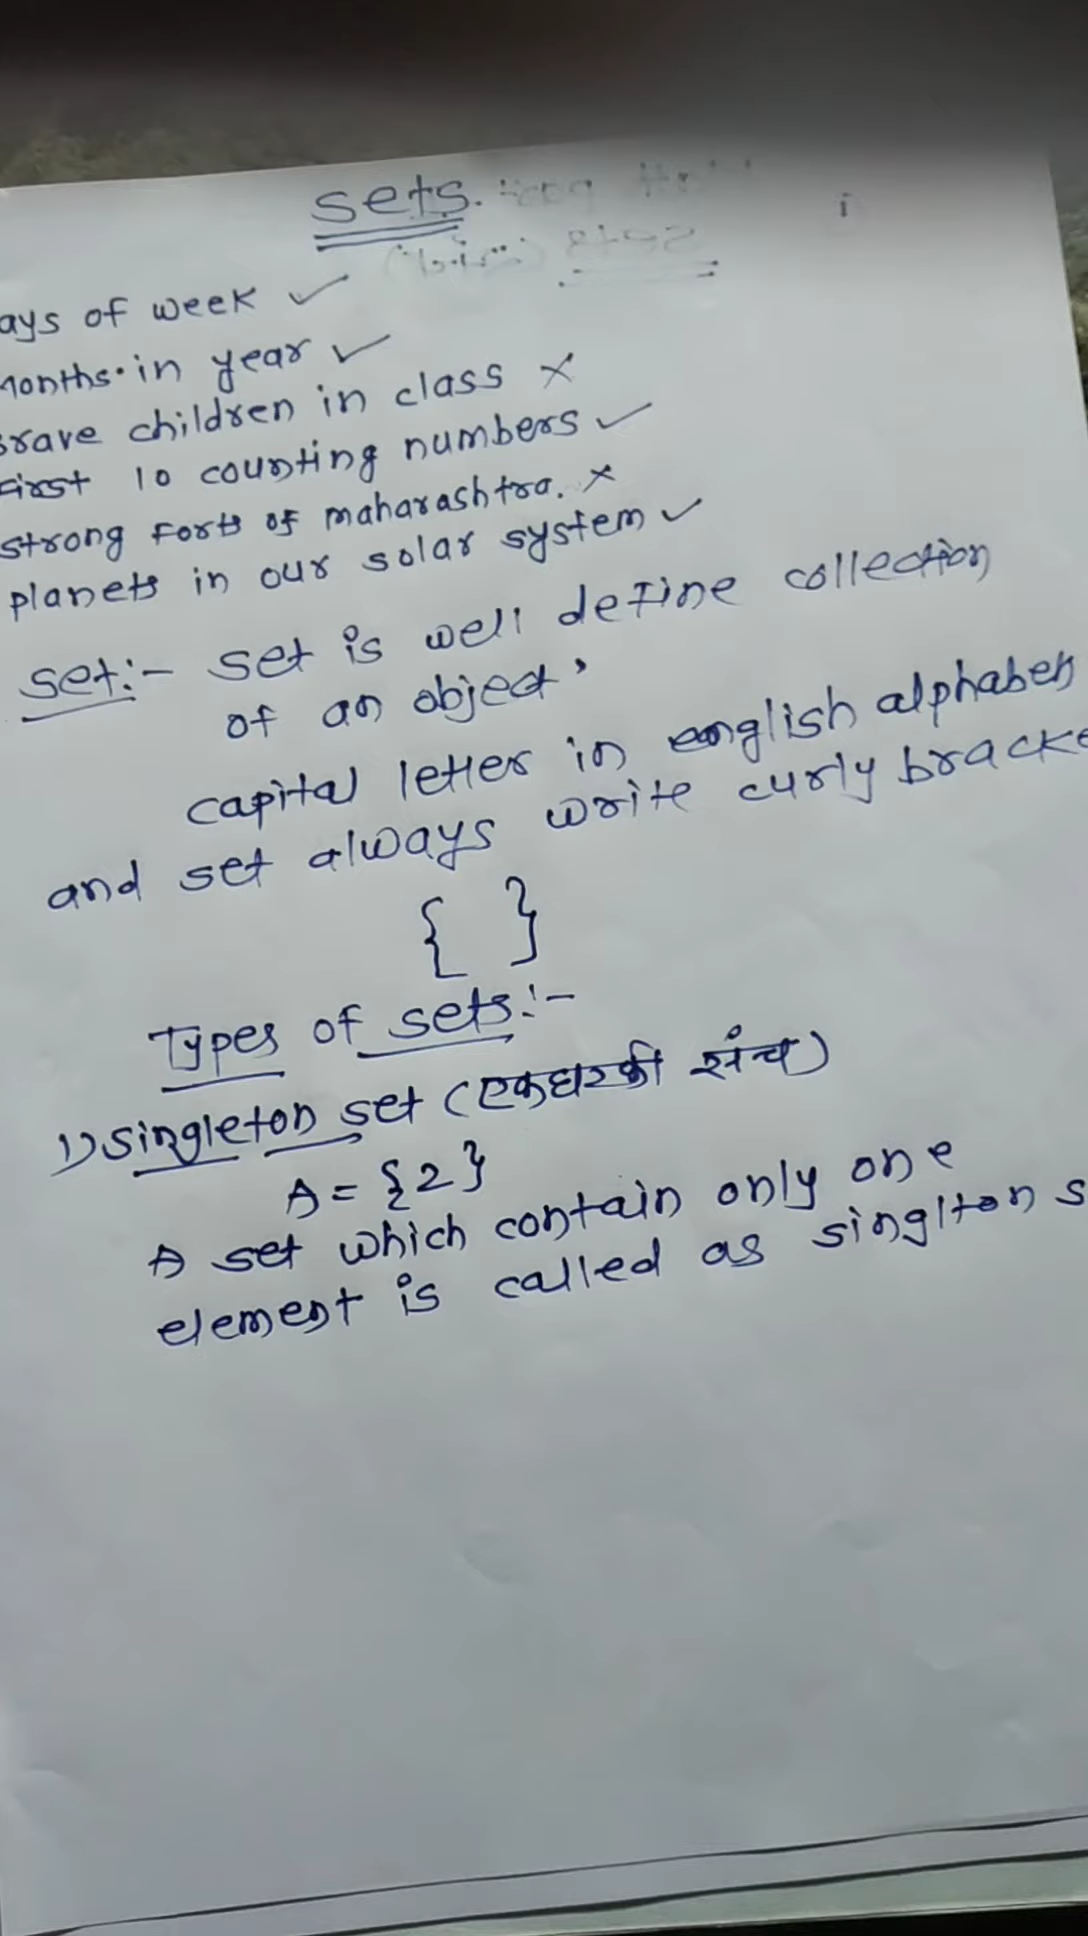 sets.
ays of week ✓
Months in year ✓
rave children in class ×
First 10 counting numbers ✓
strong forts of maharashtra. ×
planets in our solar system ✓
set:- set is well define collection
of an object'
capital letter in english alphabets
and set always write curly bracke
{ }
Types of sets:-
1) singleton set (एकघटकी संच)
A = {2}
A set which contain only one
element is called as singlton s